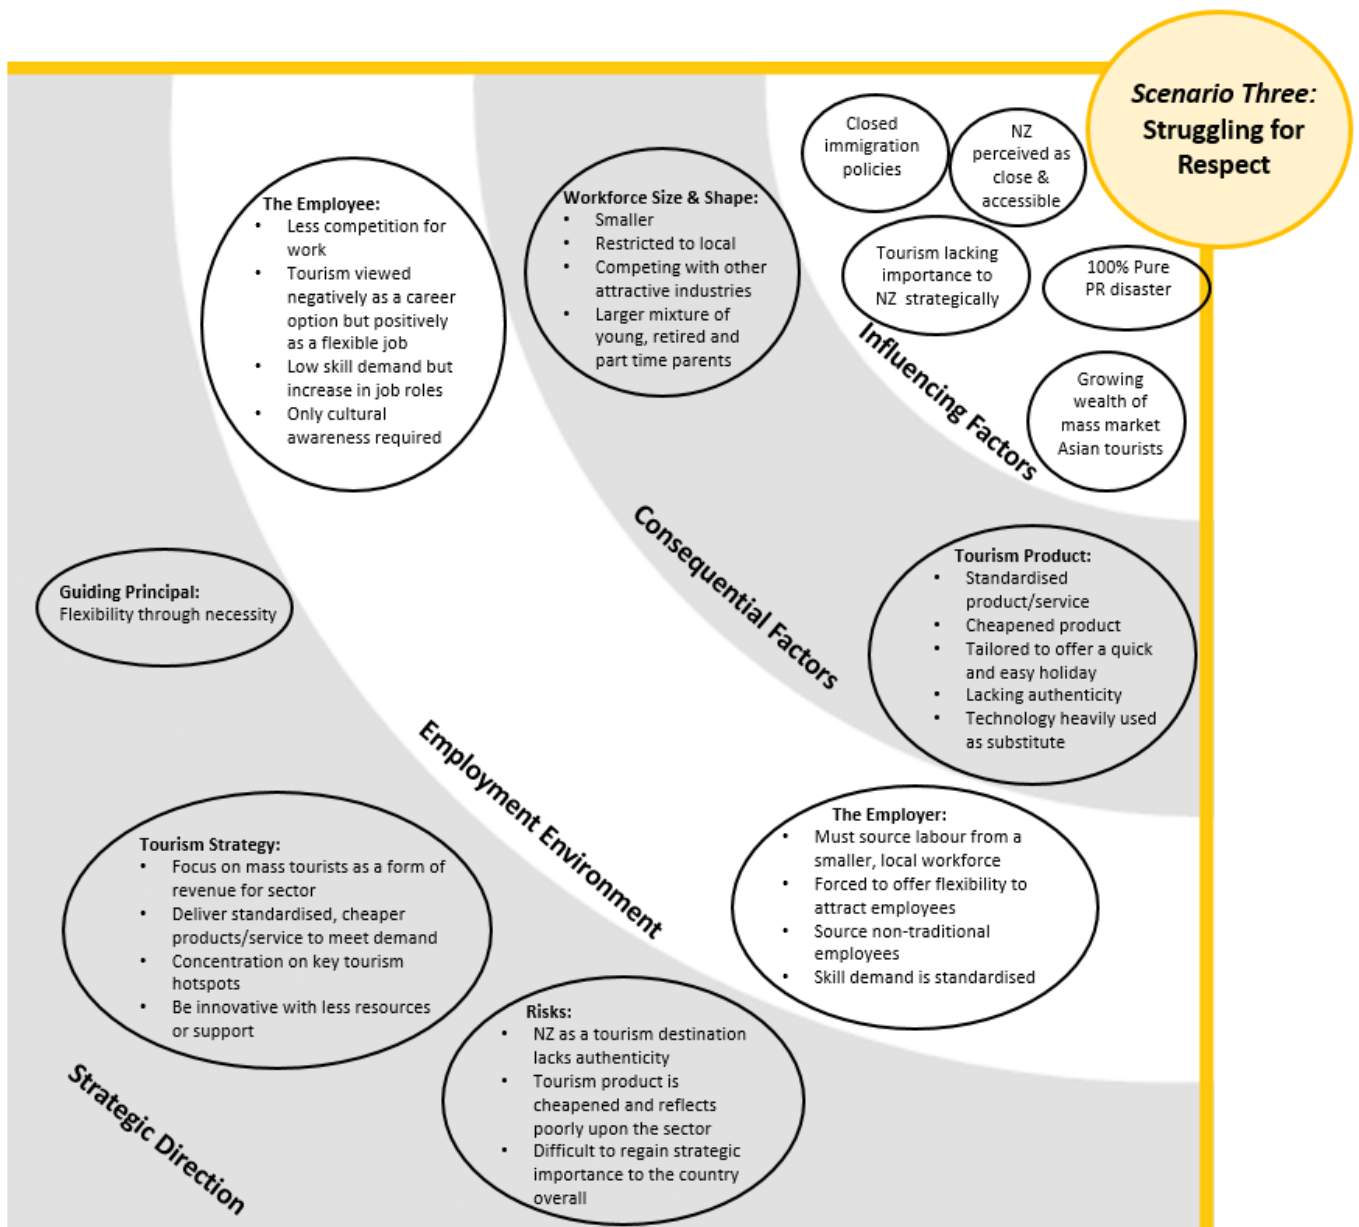 Scenario Three:
Struggling for
Respect
Closed
immigration
policies
NZ
perceived as
close &
accessible
Tourism lacking
importance to
NZ strategically
100% Pure
PR disaster
Growing
wealth of
mass market
Asian tourists
Influencing Factors
Workforce Size & Shape:
• Smaller
• Restricted to local
• Competing with other
attractive industries
• Larger mixture of
young, retired and
part time parents
Consequential Factors
Tourism Product:
• Standardised
product/service
• Cheapened product
• Tailored to offer a quick
and easy holiday
• Lacking authenticity
• Technology heavily used
as substitute
The Employee:
• Less competition for
work
• Tourism viewed
negatively as a career
option but positively
as a flexible job
• Low skill demand but
increase in job roles
• Only cultural
awareness required
Employment Environment
The Employer:
• Must source labour from a
smaller, local workforce
• Forced to offer flexibility to
attract employees
• Source non-traditional
employees
• Skill demand is standardised
Guiding Principal:
Flexibility through necessity
Tourism Strategy:
• Focus on mass tourists as a form of
revenue for sector
• Deliver standardised, cheaper
products/service to meet demand
• Concentration on key tourism
hotspots
• Be innovative with less resources
or support
Risks:
• NZ as a tourism destination
lacks authenticity
• Tourism product is
cheapened and reflects
poorly upon the sector
• Difficult to regain strategic
importance to the country
overall
Strategic Direction